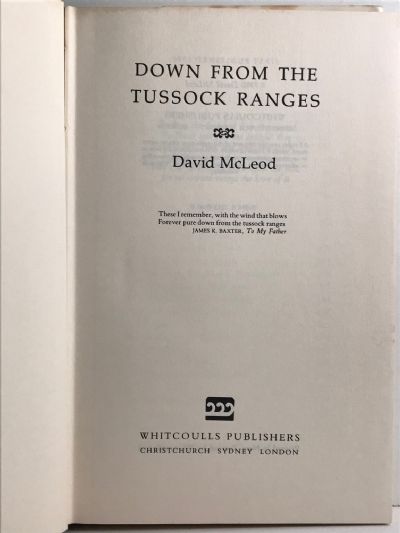 DOWN FROM THE
TUSSOCK RANGES
David McLeod
These I remember, with the wind that blows
Forever pure down from the tussock ranges
JAMES K. BAXTER, To My Father
WHITCOULLS PUBLISHERS
CHRISTCHURCH SYDNEY LONDON